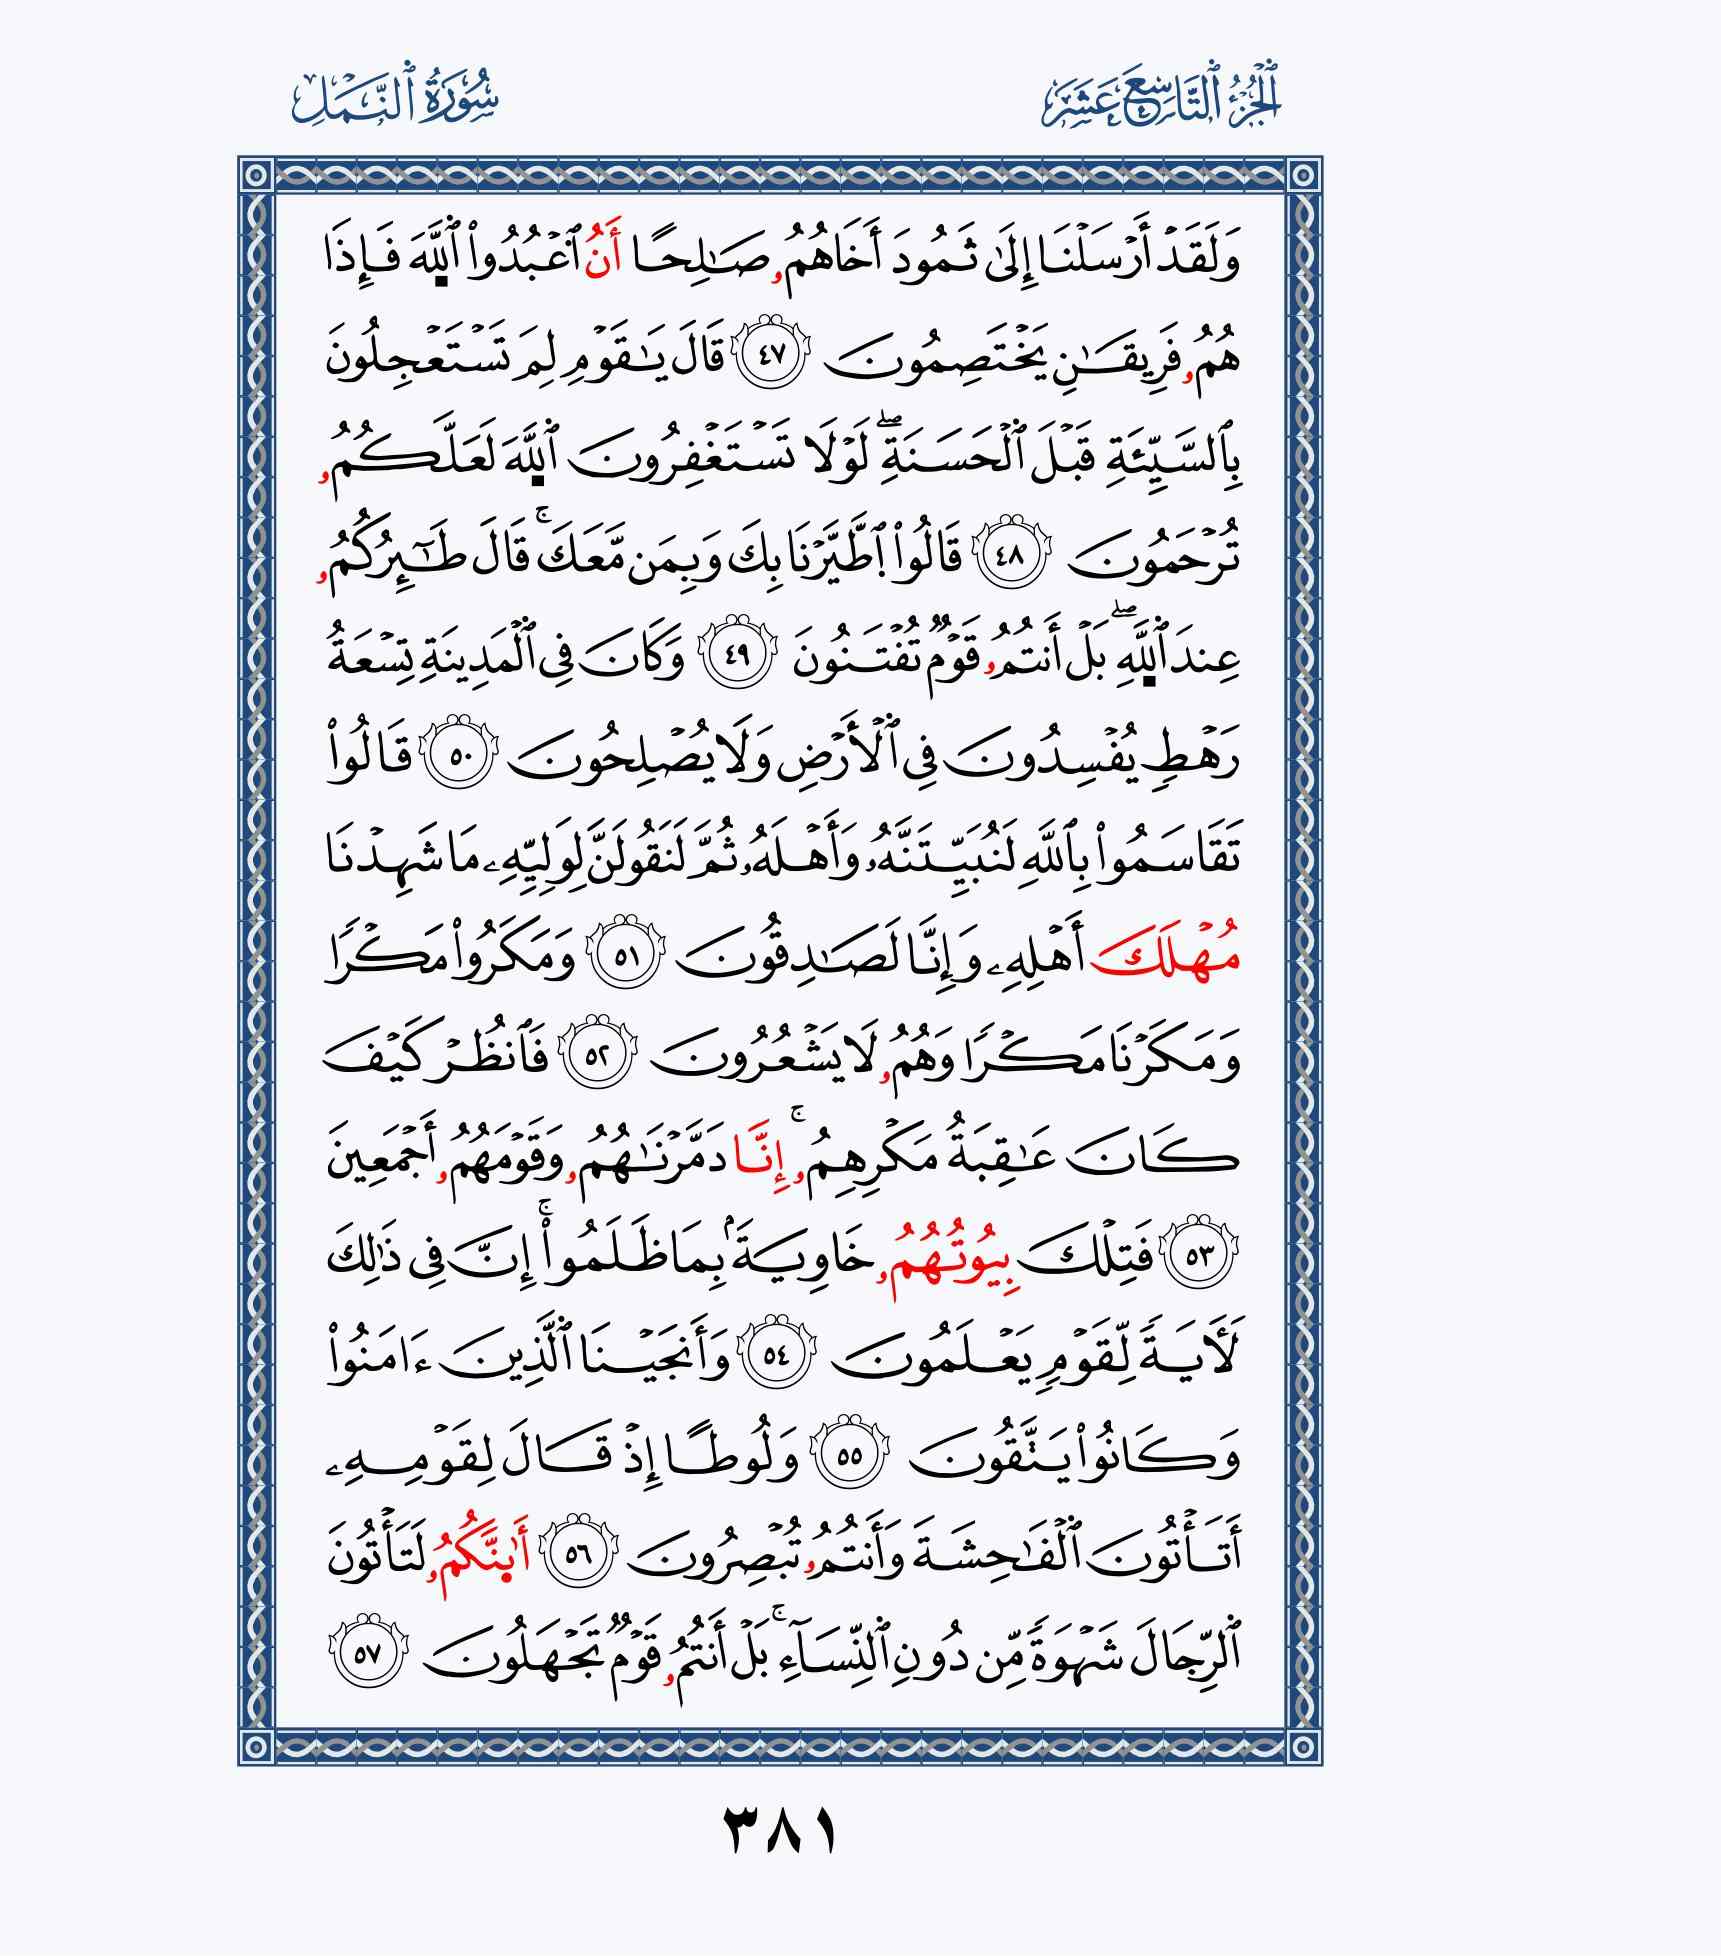 ٱلْجُزْءُ ٱلتَّاسِعَ عَشَرَ
سُورَةُ ٱلنَّمۡلِ
وَلَقَدۡ أَرۡسَلۡنَا إِلَىٰ ثَمُودَ أَخَاهُمُۥ صَـٰلِحًا أَنُ ٱعۡبُدُواْ ٱللَّهَ فَإِذَا
هُمُۥ فَرِيقَـٰنِ يَخۡتَصِمُونَ ٤٧ قَالَ يَـٰقَوۡمِ لِمَ تَسۡتَعۡجِلُونَ
بِٱلسَّيِّئَةِ قَبۡلَ ٱلۡحَسَنَةِۖ لَوۡلَا تَسۡتَغۡفِرُونَ ٱللَّهَ لَعَلَّكُمُۥ
تُرۡحَمُونَ ٤٨ قَالُواْ ٱطَّيَّرۡنَا بِكَ وَبِمَن مَّعَكَۚ قَالَ طَـٰٓئِرُكُمُۥ
عِندَ ٱللَّهِۖ بَلۡ أَنتُمُۥ قَوۡمٞ تُفۡتَنُونَ ٤٩ وَكَانَ فِى ٱلۡمَدِينَةِ تِسۡعَةُ
رَهۡطٖ يُفۡسِدُونَ فِى ٱلۡأَرۡضِ وَلَا يُصۡلِحُونَ ٥٠ قَالُواْ
تَقَاسَمُواْ بِٱللَّهِ لَنُبَيِّتَنَّهُۥ وَأَهۡلَهُۥ ثُمَّ لَنَقُولَنَّ لِوَلِيِّهِۦ مَا شَهِدۡنَا
مُهۡلَكَ أَهۡلِهِۦ وَإِنَّا لَصَـٰدِقُونَ ٥١ وَمَكَرُواْ مَكۡرٗا
وَمَكَرۡنَا مَكۡرٗا وَهُمُۥ لَا يَشۡعُرُونَ ٥٢ فَٱنظُرۡ كَيۡفَ
كَانَ عَـٰقِبَةُ مَكۡرِهِمُۥۚ إِنَّا دَمَّرۡنَـٰهُمُۥ وَقَوۡمَهُمُۥ أَجۡمَعِينَ
٥٣ فَتِلۡكَ بِيُوتُهُمُۥ خَاوِيَةَۢ بِمَا ظَلَمُواْۚ إِنَّ فِى ذَٰلِكَ
لَأٓيَةٗ لِّقَوۡمٖ يَعۡلَمُونَ ٥٤ وَأَنجَيۡنَا ٱلَّذِينَ ءَامَنُواْ
وَكَانُواْ يَتَّقُونَ ٥٥ وَلُوطًا إِذۡ قَالَ لِقَوۡمِهِۦ
أَتَأۡتُونَ ٱلۡفَـٰحِشَةَ وَأَنتُمُۥ تُبۡصِرُونَ ٥٦ أَىِٰنَّكُمُۥ لَتَأۡتُونَ
ٱلرِّجَالَ شَهۡوَةٗ مِّن دُونِ ٱلنِّسَآءِۚ بَلۡ أَنتُمُۥ قَوۡمٞ تَجۡهَلُونَ ٥٧
٣٨١